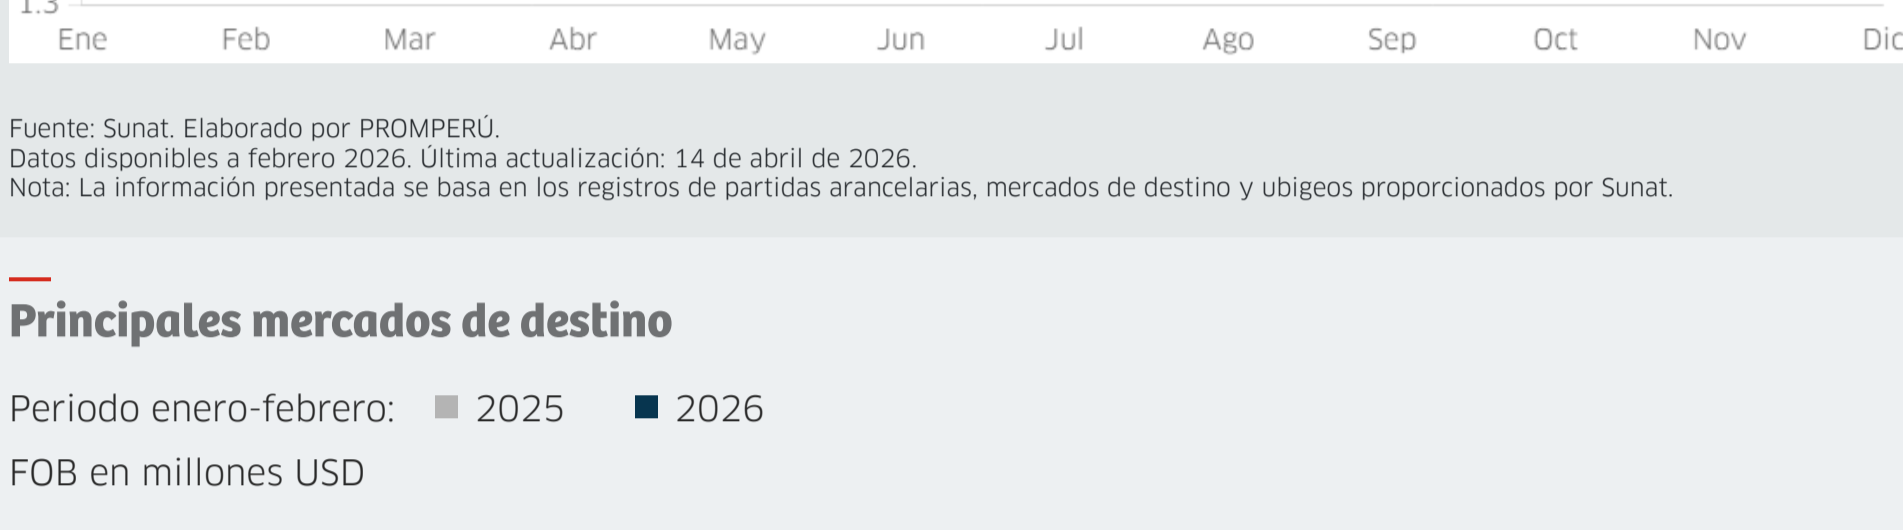 1.3
Ene Feb Mar Abr May Jun Jul Ago Sep Oct Nov Dic
Fuente: Sunat. Elaborado por PROMPERÚ.
Datos disponibles a febrero 2026. Última actualización: 14 de abril de 2026.
Nota: La información presentada se basa en los registros de partidas arancelarias, mercados de destino y ubigeos proporcionados por Sunat.
Principales mercados de destino
Periodo enero-febrero: 2025 2026
FOB en millones USD